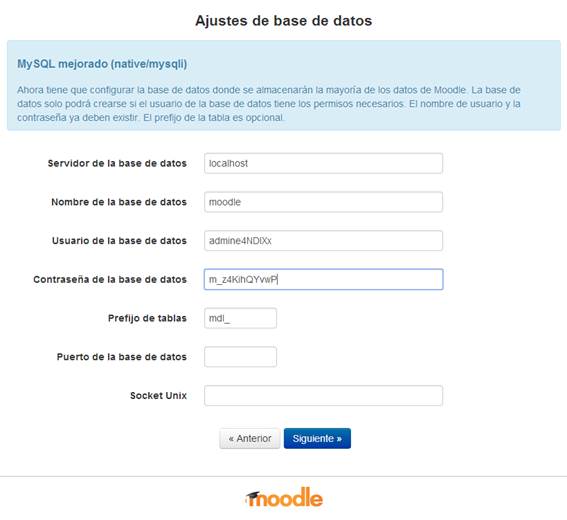 Ajustes de base de datos
MySQL mejorado (native/mysqli)
Ahora tiene que configurar la base de datos donde se almacenarán la mayoría de los datos de Moodle. La base de
datos solo podrá crearse si el usuario de la base de datos tiene los permisos necesarios. El nombre de usuario y la
contraseña ya deben existir. El prefijo de la tabla es opcional.
Servidor de la base de datos localhost
Nombre de la base de datos moodle
Usuario de la base de datos admine4NDlXx
Contraseña de la base de datos m_z4KihQYvwP
Prefijo de tablas mdl_
Puerto de la base de datos
Socket Unix
« Anterior Siguiente »
moodle